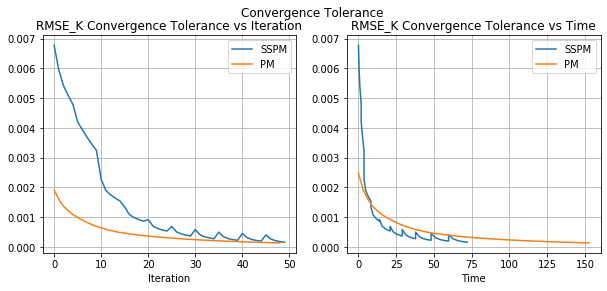 Convergence Tolerance
RMSE_K Convergence Tolerance vs Iteration
RMSE_K Convergence Tolerance vs Time
0.007
0.006
0.005
0.004
0.003
0.002
0.001
0.000
0 10 20 30 40 50
Iteration
SSPM
PM
0.007
0.006
0.005
0.004
0.003
0.002
0.001
0.000
0 25 50 75 100 125 150
Time
SSPM
PM